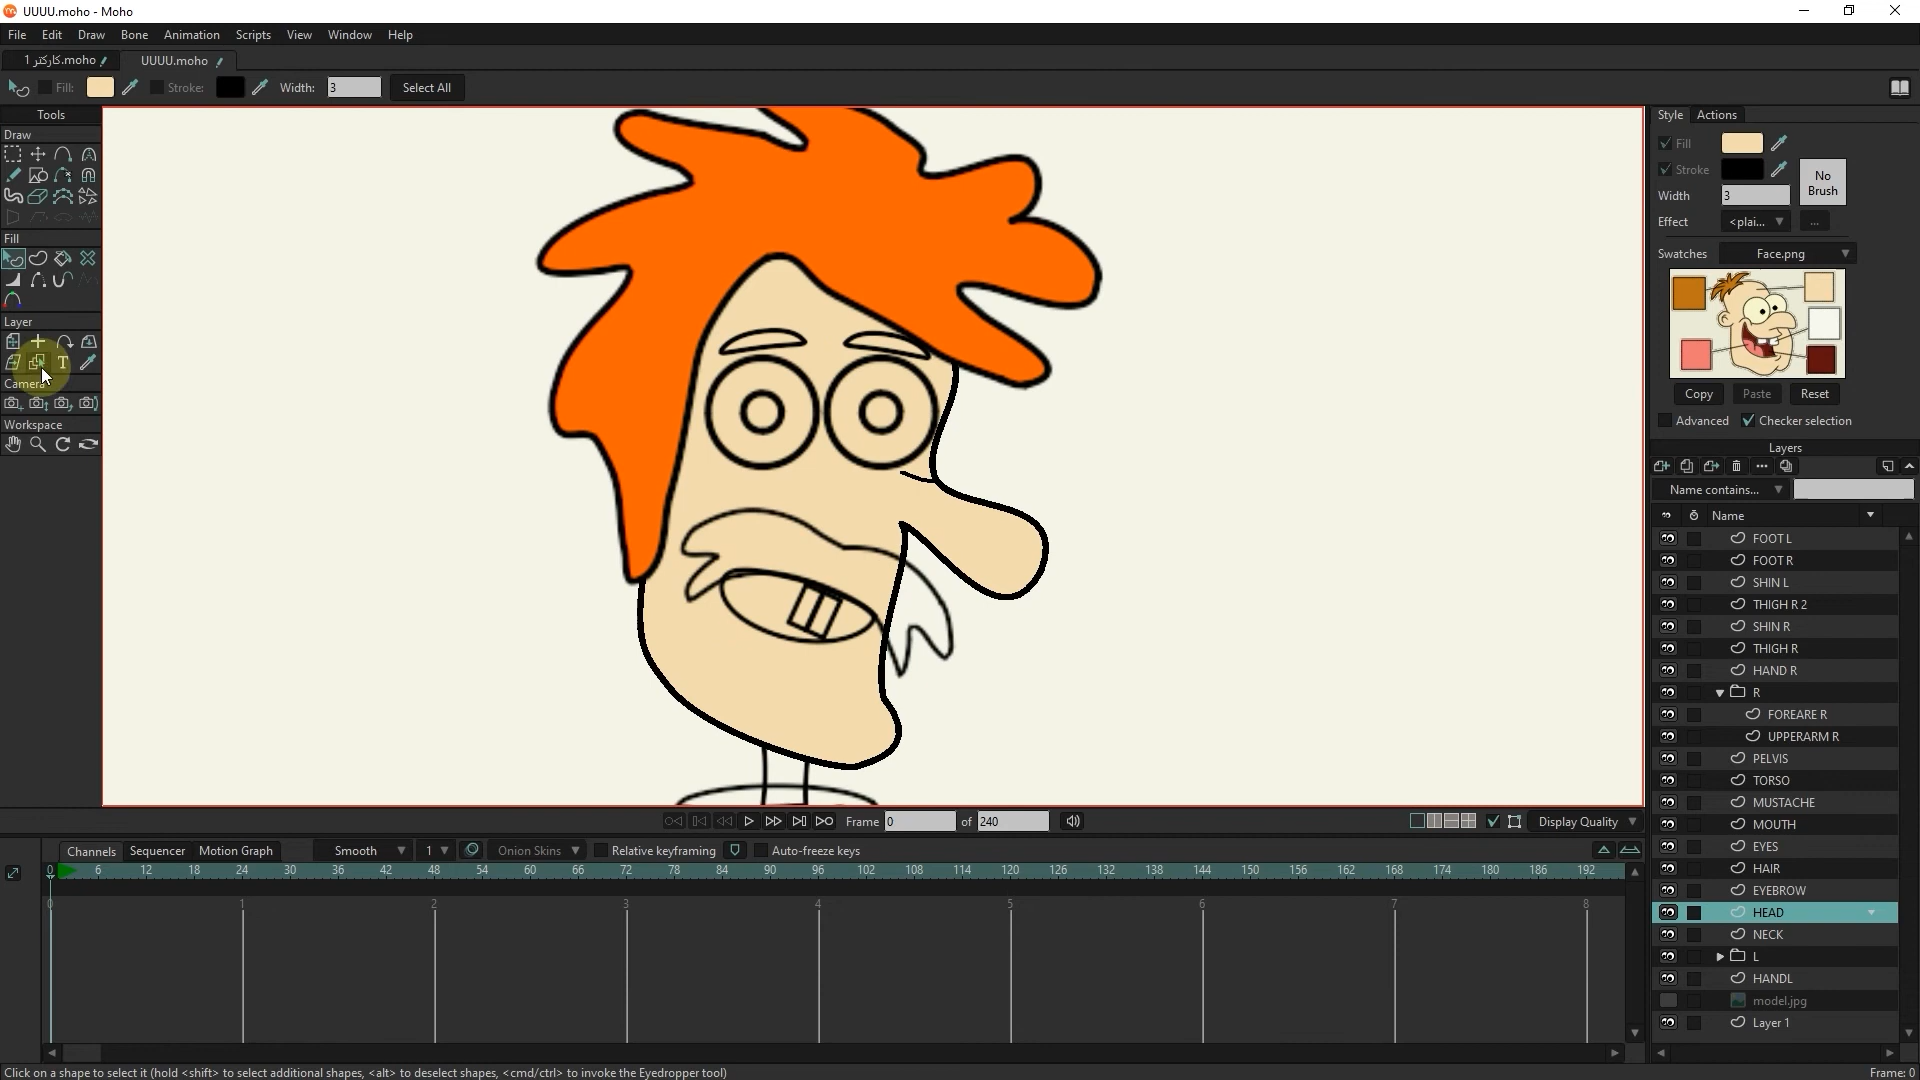 UUUU.moho - Moho
File Edit Draw Bone Animation Scripts View Window Help
کارکتر 1.moho UUUU.moho
Fill: Stroke: Width: 3 Select All
Tools
Draw
Fill
Layer
T
Camera
Workspace
Style Actions
Fill
Stroke
No Brush
Width 3
Effect <plai... ...
Swatches Face.png
Copy Paste Reset
Advanced Checker selection
Layers
Name contains...
Name
FOOT L
FOOT R
SHIN L
THIGH R 2
SHIN R
THIGH R
HAND R
R
FOREARE R
UPPERARM R
PELVIS
TORSO
MUSTACHE
MOUTH
EYES
HAIR
EYEBROW
HEAD
NECK
L
HANDL
model.jpg
Layer 1
Frame 0 of 240 Display Quality
Channels Sequencer Motion Graph Smooth 1 Onion Skins Relative keyframing Auto-freeze keys
0 6 12 18 24 30 36 42 48 54 60 66 72 78 84 90 96 102 108 114 120 126 132 138 144 150 156 162 168 174 180 186 192
0 1 2 3 4 5 6 7 8
Click on a shape to select it (hold <shift> to select additional shapes, <alt> to deselect shapes, <cmd/ctrl> to invoke the Eyedropper tool) Frame: 0